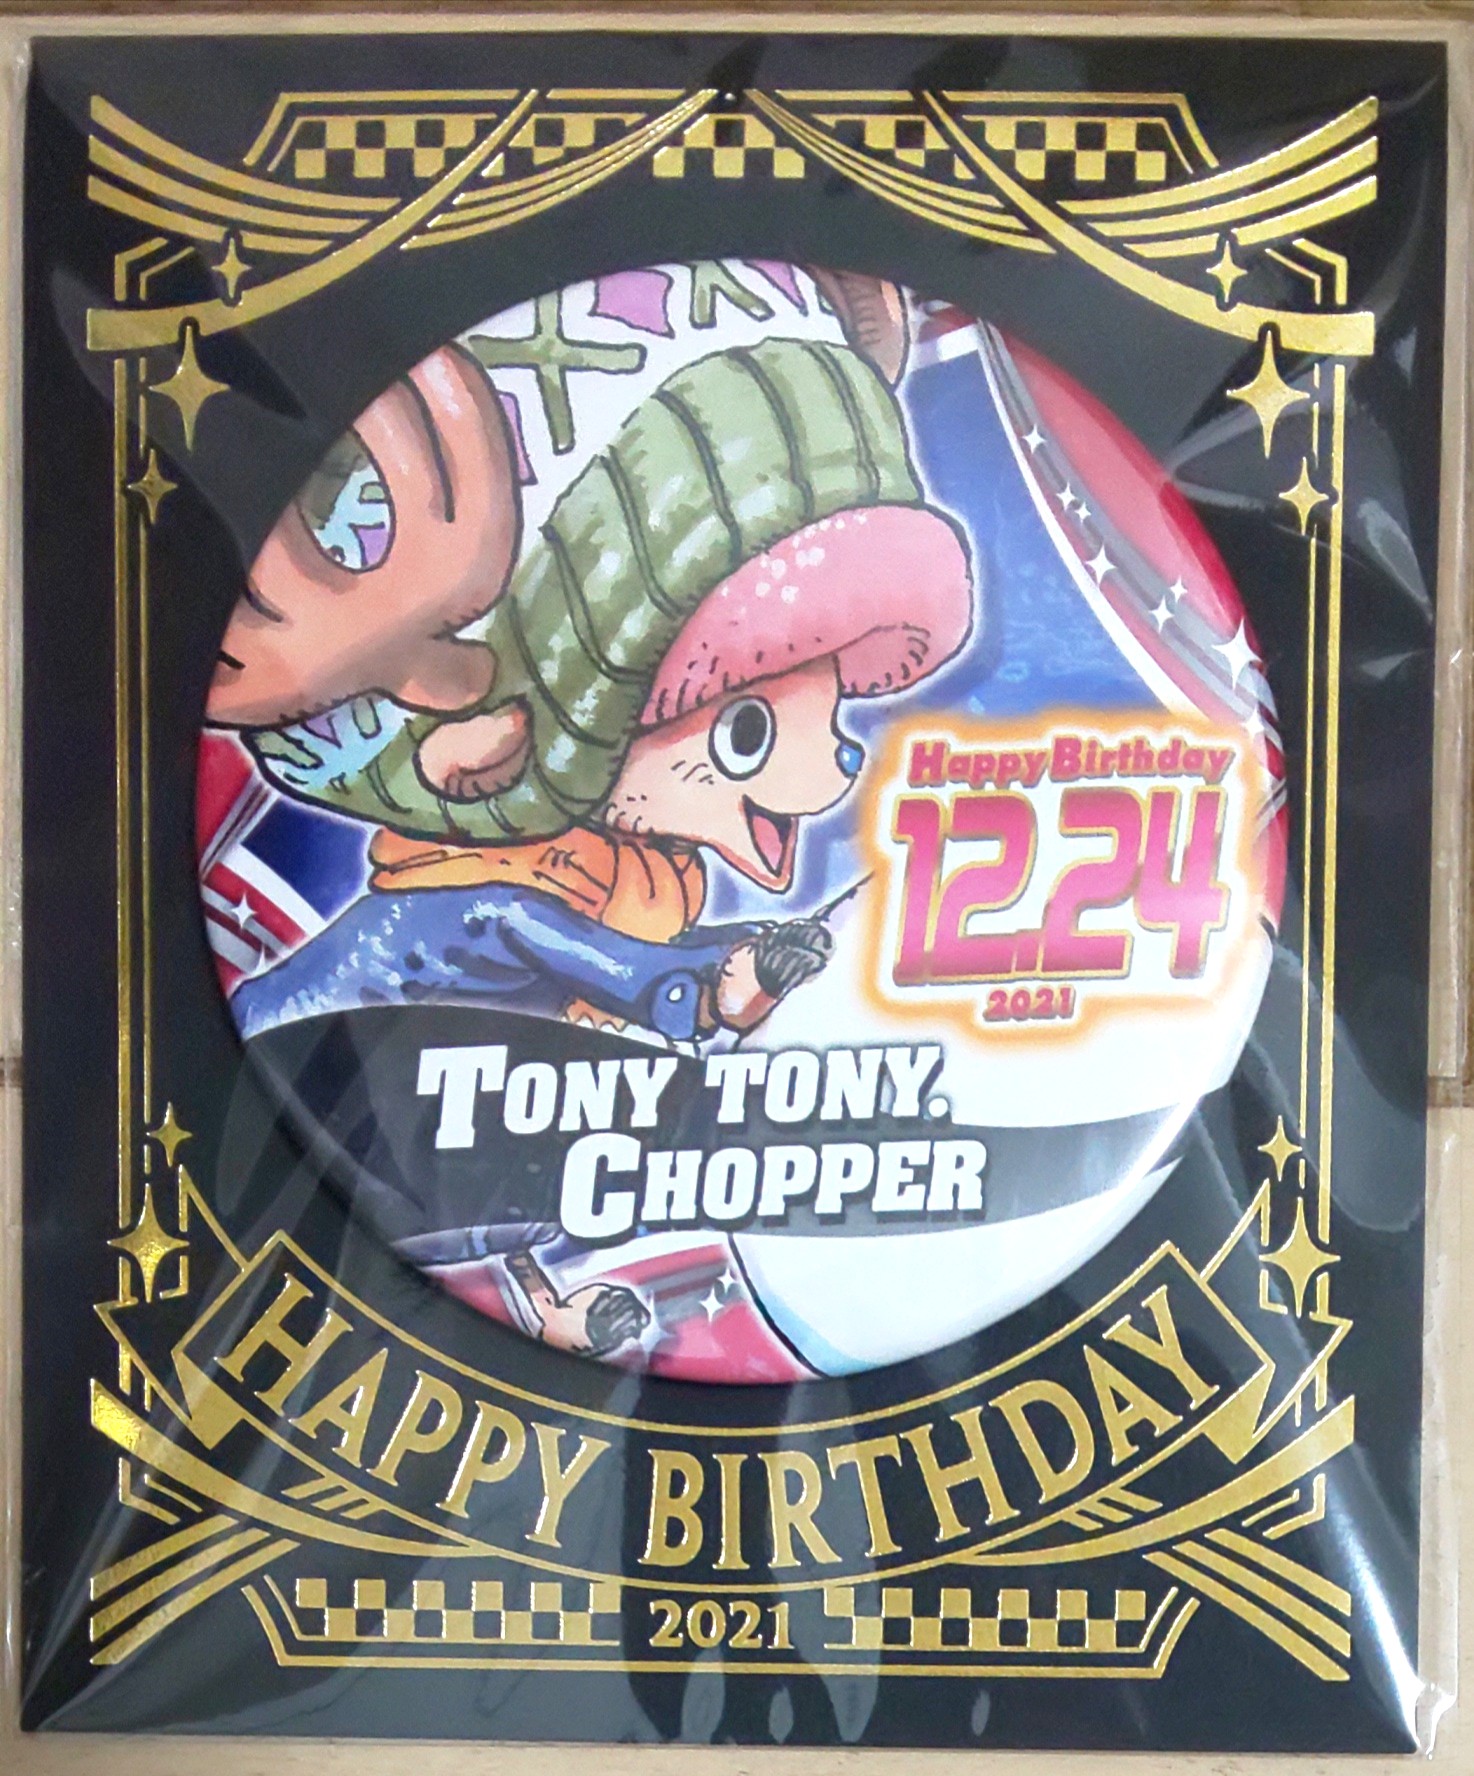 Happy Birthday
12.24
2021
TONY TONY.
CHOPPER
HAPPY BIRTHDAY
2021